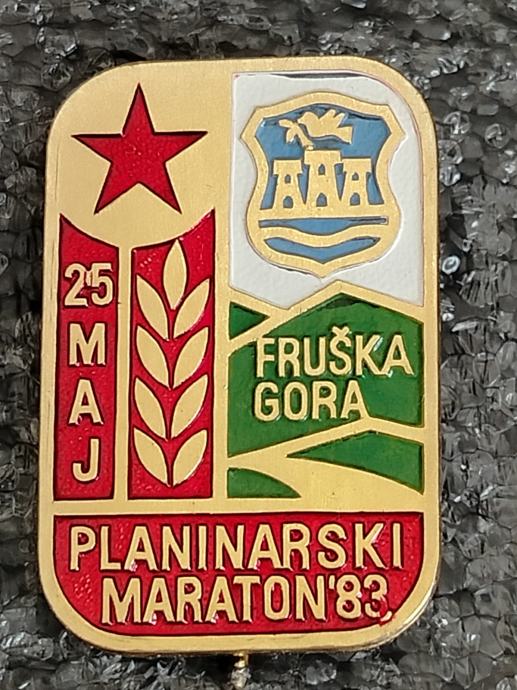 25
MAJ
FRUŠKA
GORA
PLANINARSKI
MARATON'83.